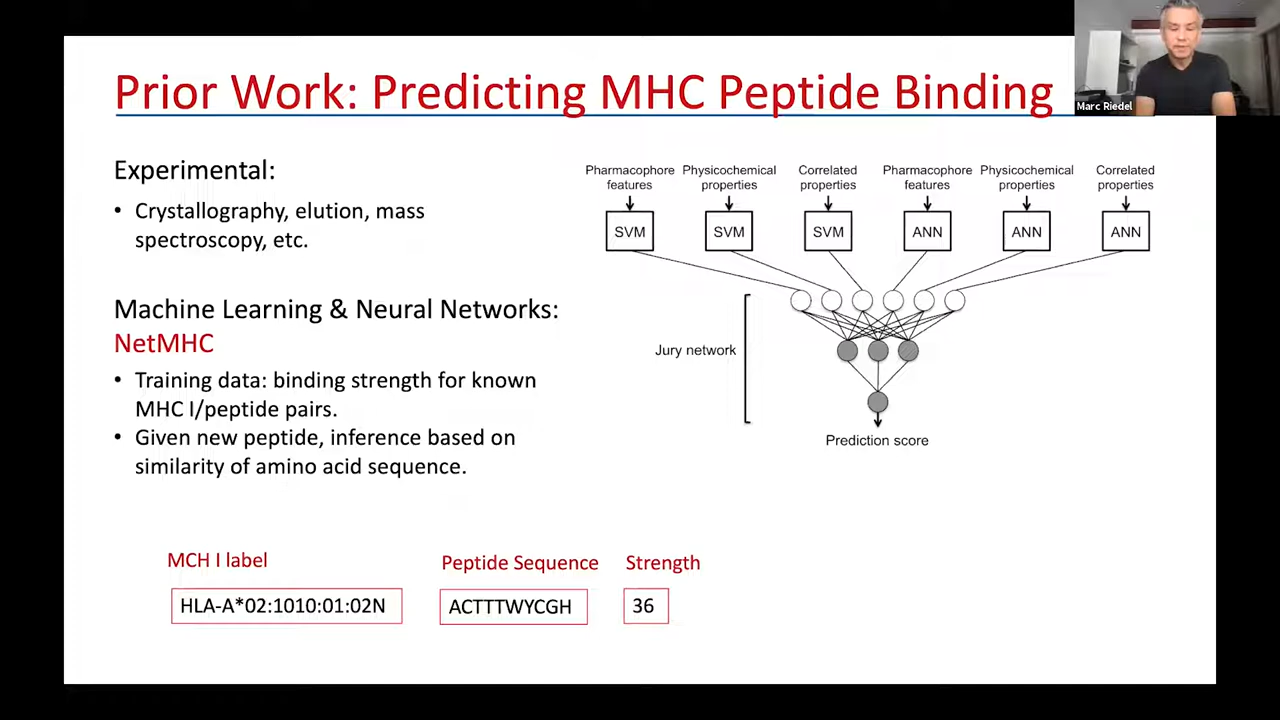 Prior Work: Predicting MHC Peptide Binding
Marc Riedel
Experimental:
• Crystallography, elution, mass
spectroscopy, etc.
Machine Learning & Neural Networks:
NetMHC
• Training data: binding strength for known
MHC I/peptide pairs.
• Given new peptide, inference based on
similarity of amino acid sequence.
Pharmacophore features
Physicochemical properties
Correlated properties
Pharmacophore features
Physicochemical properties
Correlated properties
SVM SVM SVM ANN ANN ANN
Jury network
Prediction score
MCH I label Peptide Sequence Strength
HLA-A*02:1010:01:02N ACTTTWYCGH 36